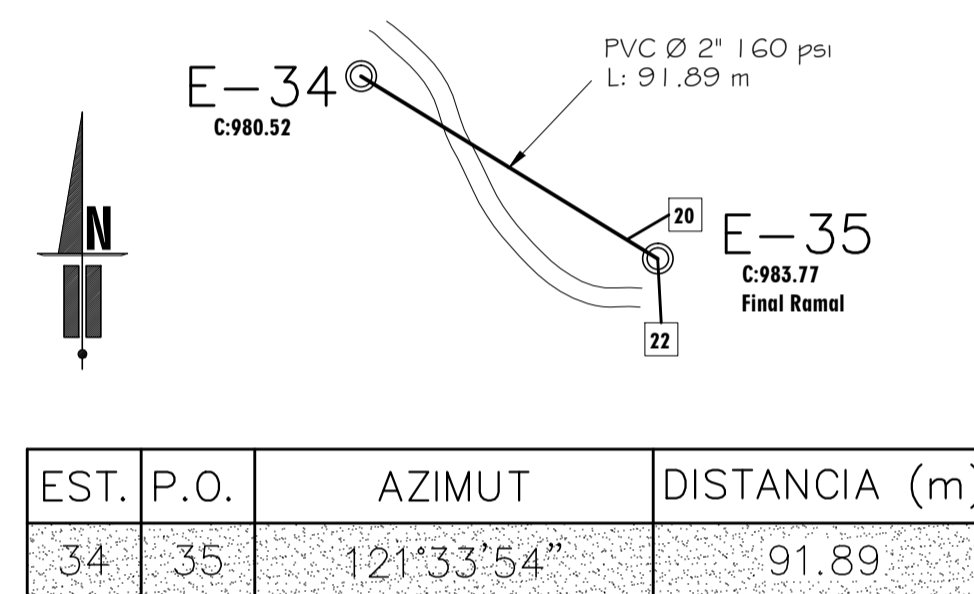 PVC Ø 2" 160 psi
L: 91.89 m
E-34
C:980.52
N
20
E-35
C:983.77
Final Ramal
22
EST. P.O. AZIMUT DISTANCIA (m)
34 35 121°33'54" 91.89